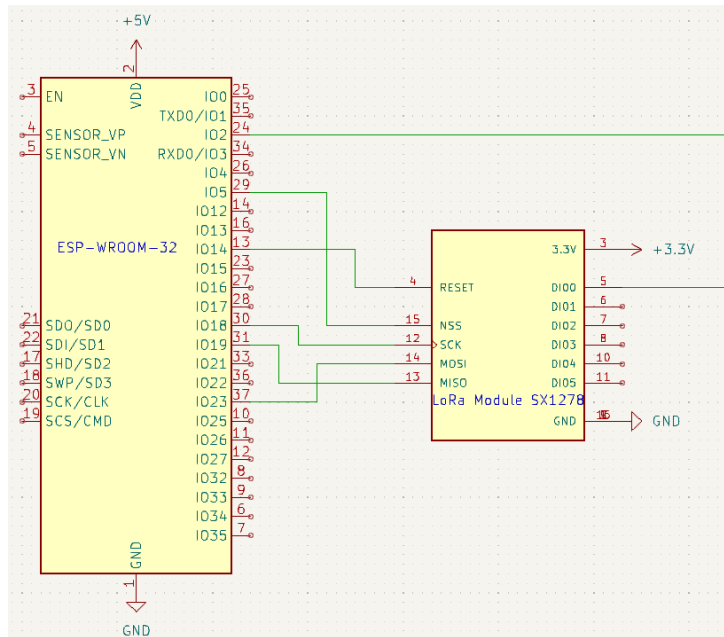 +5V
2
VDD
3 EN
4 SENSOR_VP
5 SENSOR_VN
ESP-WROOM-32
21 SDO/SD0
22 SDI/SD1
17 SHD/SD2
18 SWP/SD3
20 SCK/CLK
19 SCS/CMD
IO0 25
TXD0/IO1 35
IO2 24
RXD0/IO3 34
IO4 26
IO5 29
IO12 14
IO13 16
IO14 13
IO15 23
IO16 27
IO17 28
IO18 30
IO19 31
IO21 33
IO22 36
IO23 37
IO25 10
IO26 11
IO27 12
IO32 8
IO33 9
IO34 6
IO35 7
GND
1
GND
4 RESET
15 NSS
12 SCK
14 MOSI
13 MISO
3.3V 3 +3.3V
DIO0 5
DIO1 6
DIO2 7
DIO3 8
DIO4 10
DIO5 11
LoRa Module SX1278
GND GND